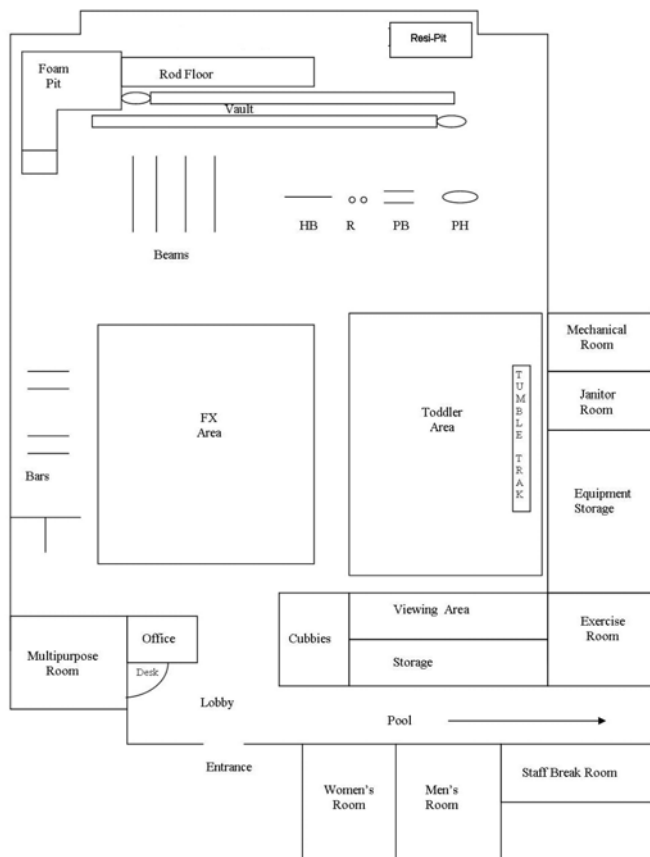 Resi-Pit
Foam
Pit
Rod Floor
Vault
HB
R
PB
PH
Beams
Mechanical
Room
TUMBLE TRAK
Janitor
Room
FX
Area
Toddler
Area
Bars
Equipment
Storage
Viewing Area
Office
Cubbies
Exercise
Room
Multipurpose
Room
Storage
Desk
Lobby
Pool
Entrance
Staff Break Room
Women's
Room
Men's
Room